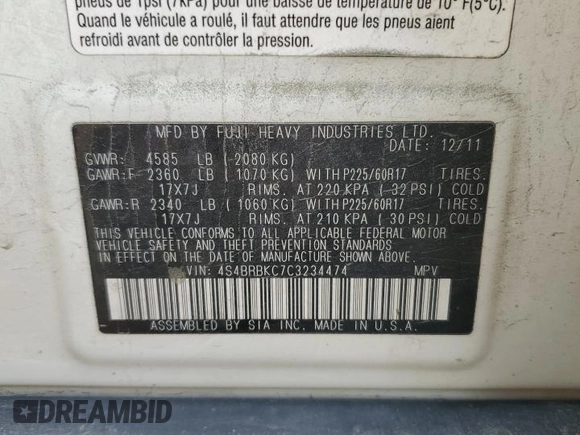 pneus de 1psi (7kPa) pour une baisse de température de 10° F(5°C).
Quand le véhicule a roulé, il faut attendre que les pneus aient
refroidi avant de contrôler la pression.
MFD BY FUJI HEAVY INDUSTRIES LTD.
DATE: 12/11
GVWR: 4585 LB (2080 KG)
GAWR:F 2360 LB (1070 KG) WITH P225/60R17 TIRES.
17X7J RIMS. AT 220 KPA (32 PSI) COLD
GAWR:R 2340 LB (1060 KG) WITH P225/60R17 TIRES.
17X7J RIMS. AT 210 KPA (30 PSI) COLD
THIS VEHICLE CONFORMS TO ALL APPLICABLE FEDERAL MOTOR
VEHICLE SAFETY AND THEFT PREVENTION STANDARDS
IN EFFECT ON THE DATE OF MANUFACTURE SHOWN ABOVE.
VIN: 4S4BRBKC7C3234474 MPV
ASSEMBLED BY SIA INC. MADE IN U.S.A.
DREAMBID